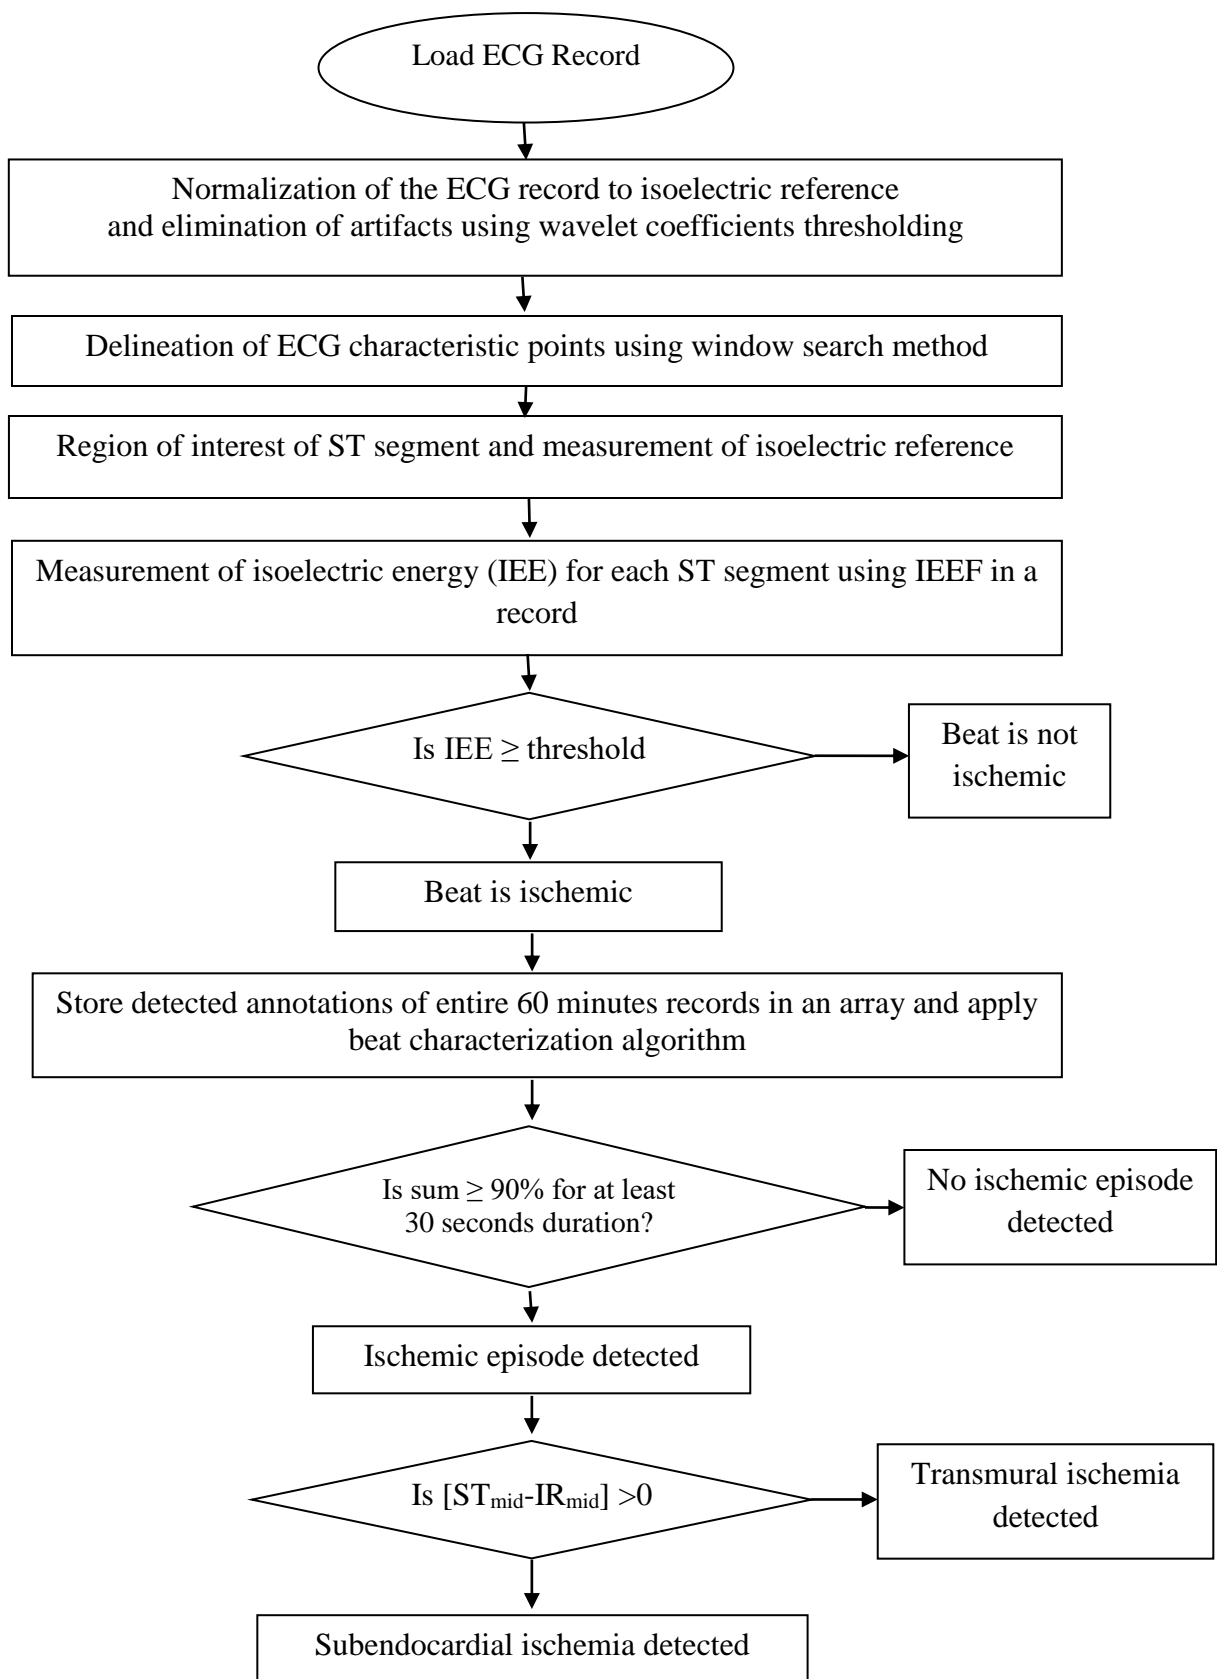 Load ECG Record
Normalization of the ECG record to isoelectric reference
and elimination of artifacts using wavelet coefficients thresholding
Delineation of ECG characteristic points using window search method
Region of interest of ST segment and measurement of isoelectric reference
Measurement of isoelectric energy (IEE) for each ST segment using IEEF in a
record
Is IEE ≥ threshold
Beat is not
ischemic
Beat is ischemic
Store detected annotations of entire 60 minutes records in an array and apply
beat characterization algorithm
Is sum ≥ 90% for at least
30 seconds duration?
No ischemic episode
detected
Ischemic episode detected
Is [STmid-IRmid] >0
Transmural ischemia
detected
Subendocardial ischemia detected